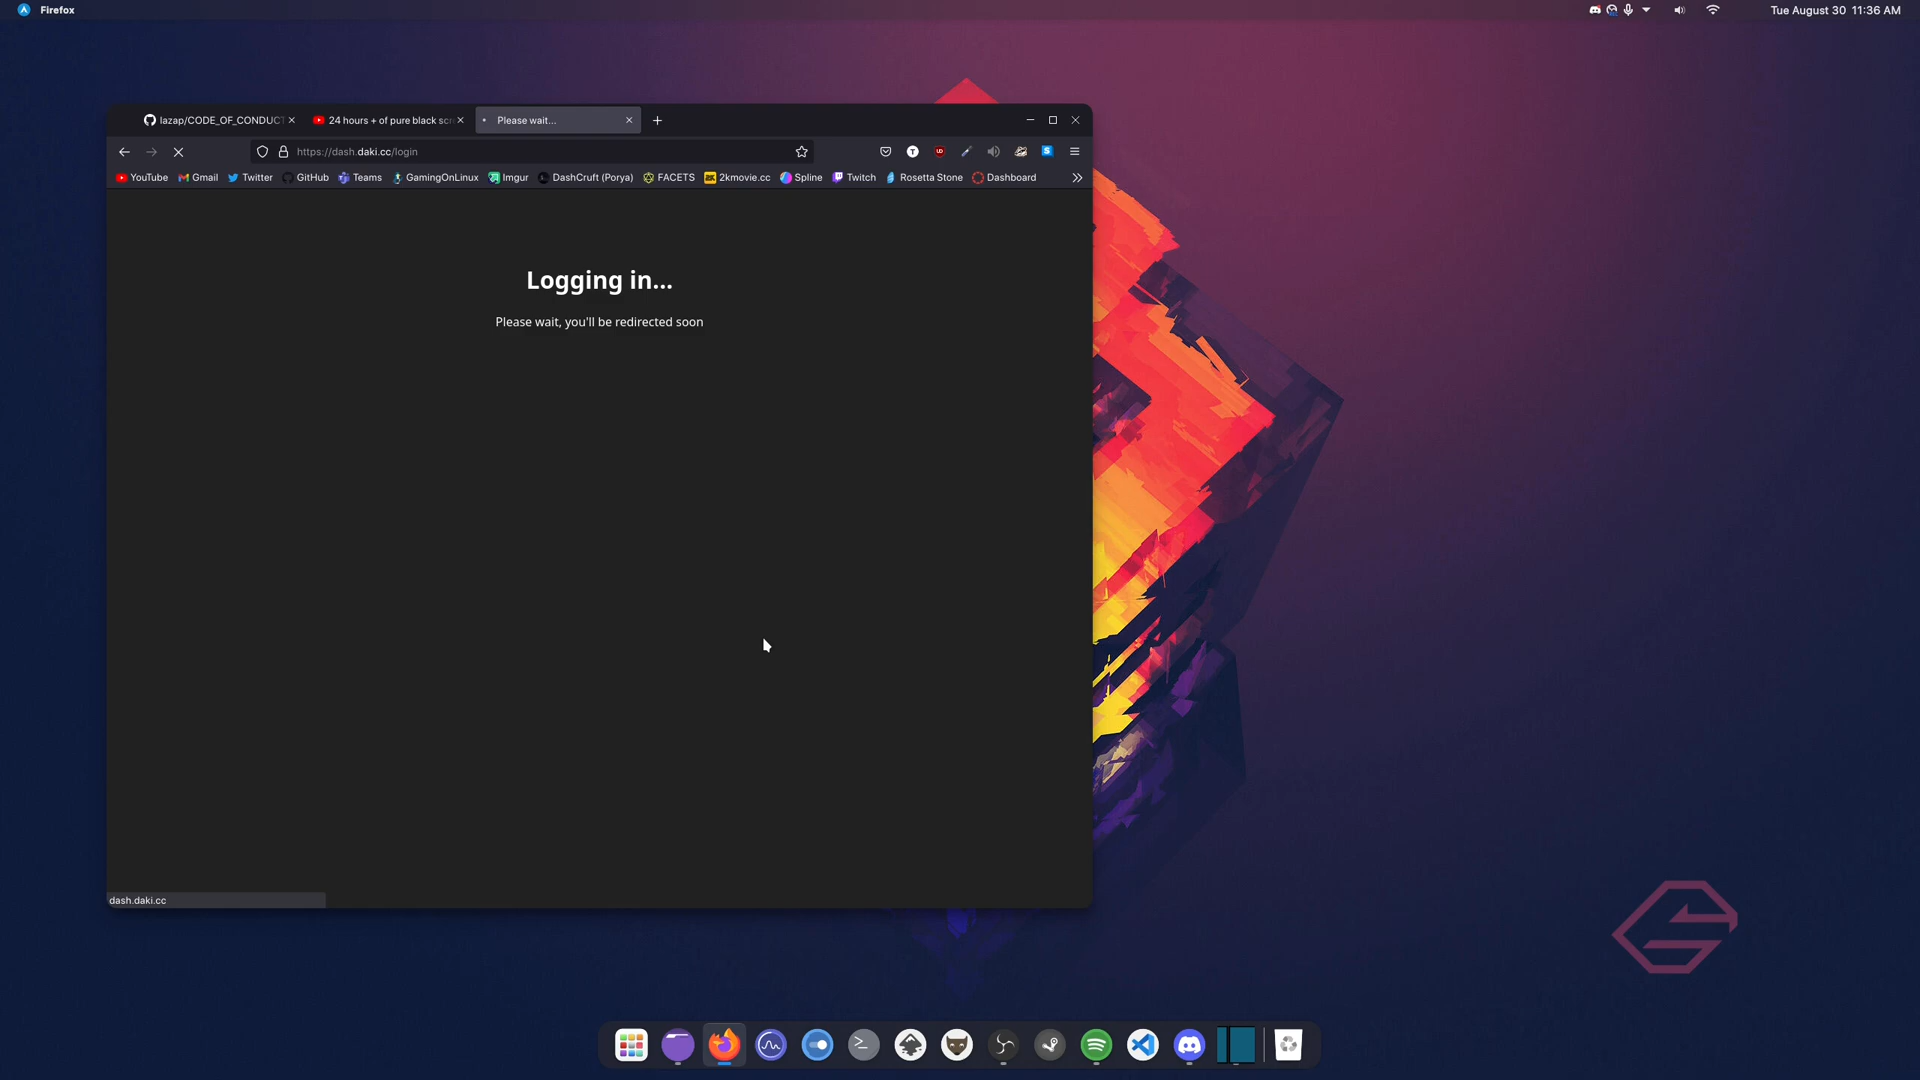 Firefox
Tue August 30 11:36 AM
lazap/CODE_OF_CONDUCT
24 hours + of pure black scr
Please wait...
https://dash.daki.cc/login
YouTube
Gmail
Twitter
GitHub
Teams
GamingOnLinux
Imgur
DashCruft (Porya)
FACETS
2kmovie.cc
Spline
Twitch
Rosetta Stone
Dashboard
Logging in...
Please wait, you'll be redirected soon
dash.daki.cc